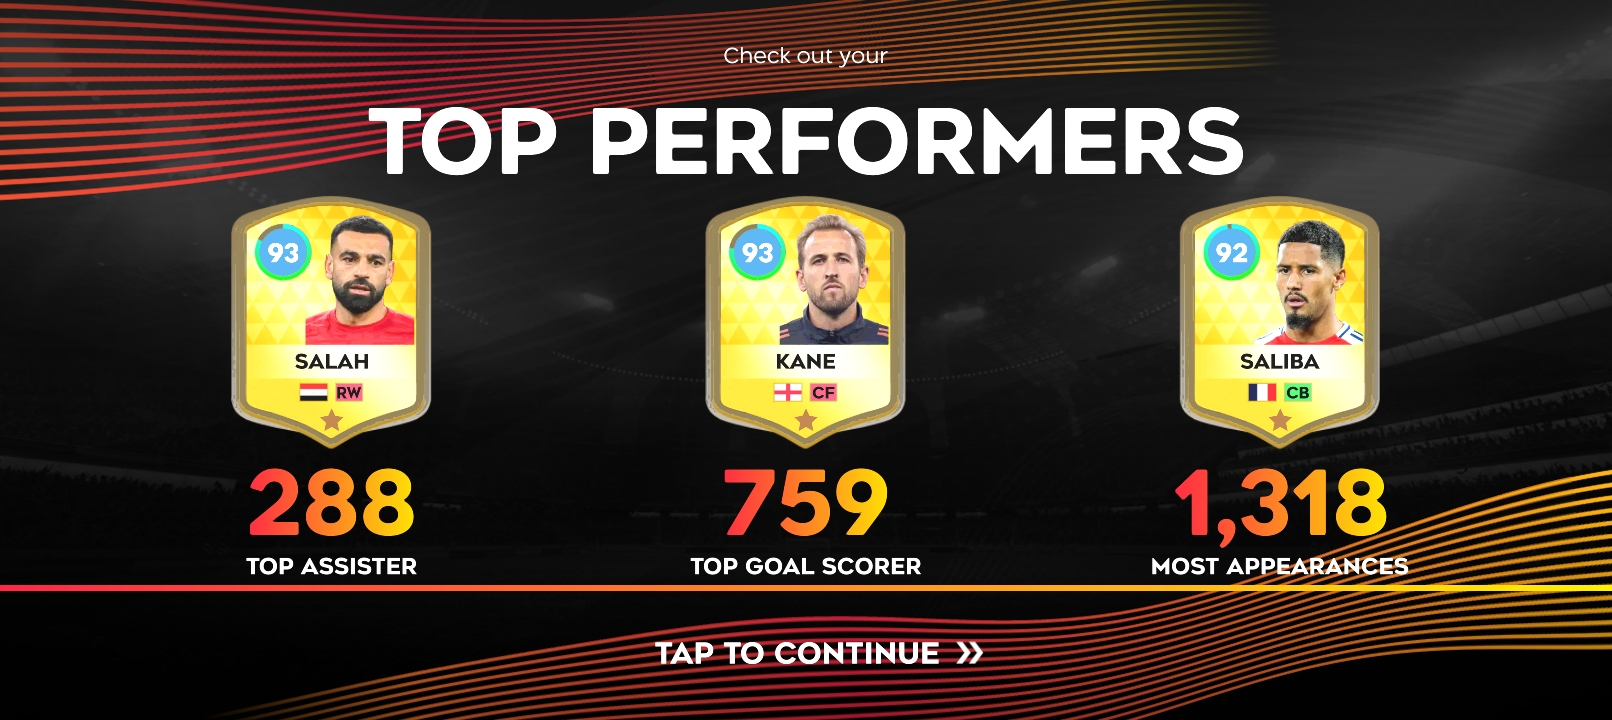 Check out your
TOP PERFORMERS
93
SALAH
RW
288
TOP ASSISTER
93
KANE
CF
759
TOP GOAL SCORER
92
SALIBA
CB
1,318
MOST APPEARANCES
TAP TO CONTINUE